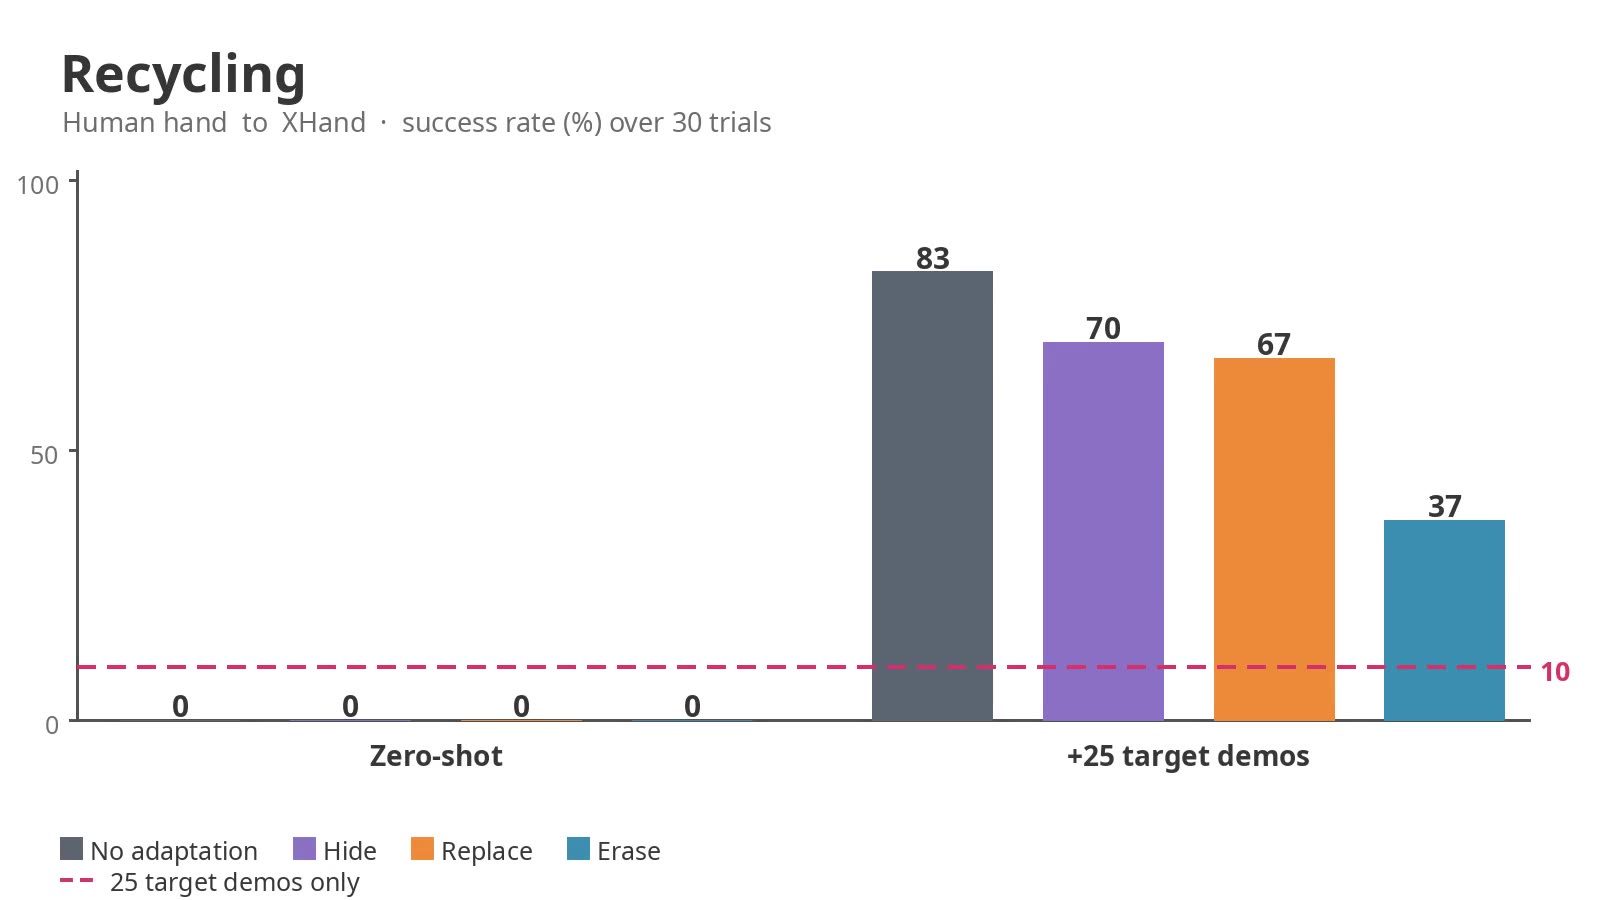 Recycling
Human hand to XHand · success rate (%) over 30 trials
100
50
0
83
70
67
37
10
0 0 0 0
Zero-shot +25 target demos
No adaptation Hide Replace Erase
25 target demos only